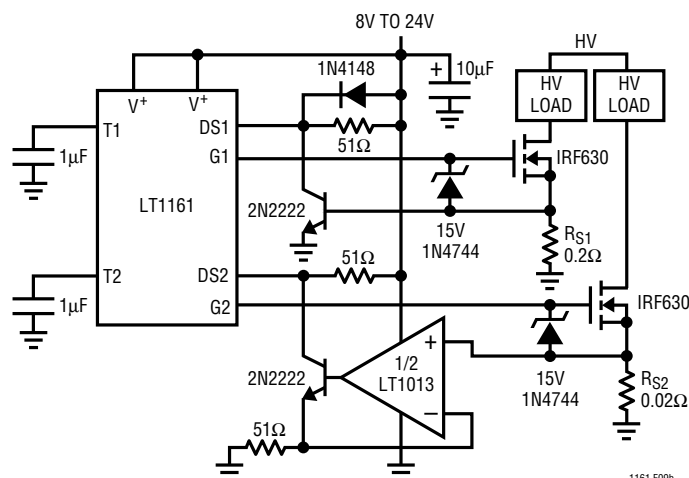 8V TO 24V
HV
1N4148
+
10µF
HV
LOAD
HV
LOAD
V+
V+
T1
DS1
1µF
51Ω
G1
IRF630
LT1161
2N2222
15V
1N4744
RS1
0.2Ω
T2
DS2
51Ω
1µF
G2
IRF630
+
1/2
LT1013
–
2N2222
15V
1N4744
RS2
0.02Ω
51Ω